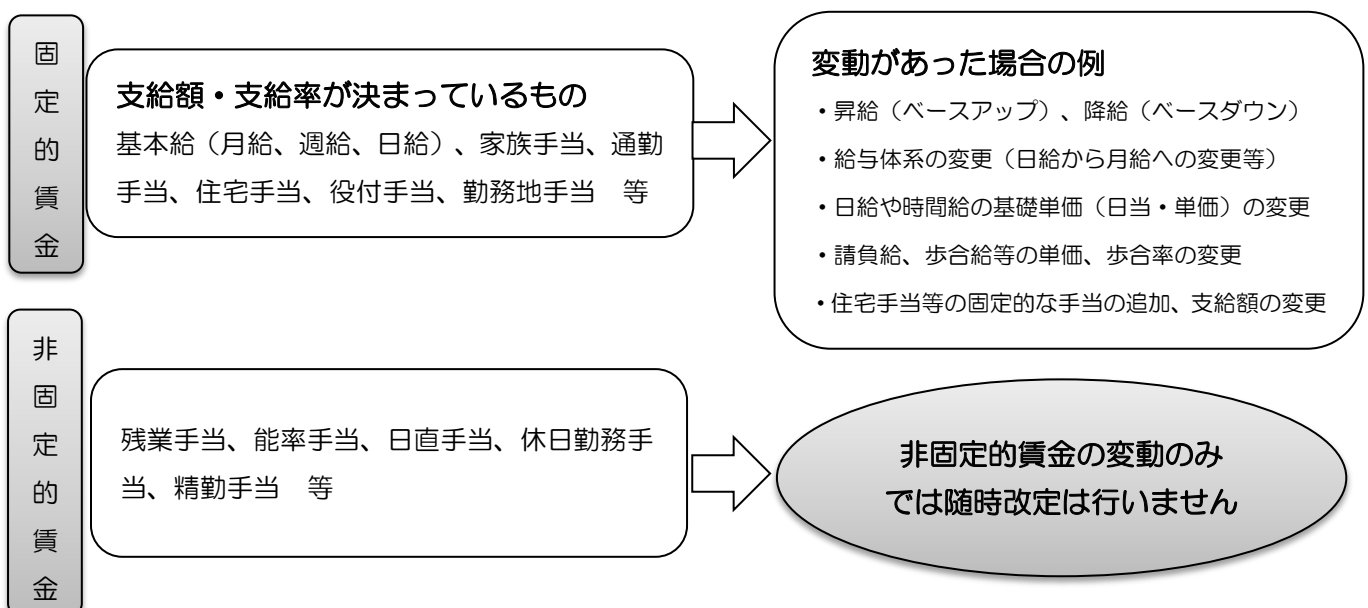 固定的賃金
支給額・支給率が決まっているもの
基本給（月給、週給、日給）、家族手当、通勤
手当、住宅手当、役付手当、勤務地手当　等
変動があった場合の例
・昇給（ベースアップ）、降給（ベースダウン）
・給与体系の変更（日給から月給への変更等）
・日給や時間給の基礎単価（日当・単価）の変更
・請負給、歩合給等の単価、歩合率の変更
・住宅手当等の固定的な手当の追加、支給額の変更
非固定的賃金
残業手当、能率手当、日直手当、休日勤務手
当、精勤手当　等
非固定的賃金の変動のみ
では随時改定は行いません